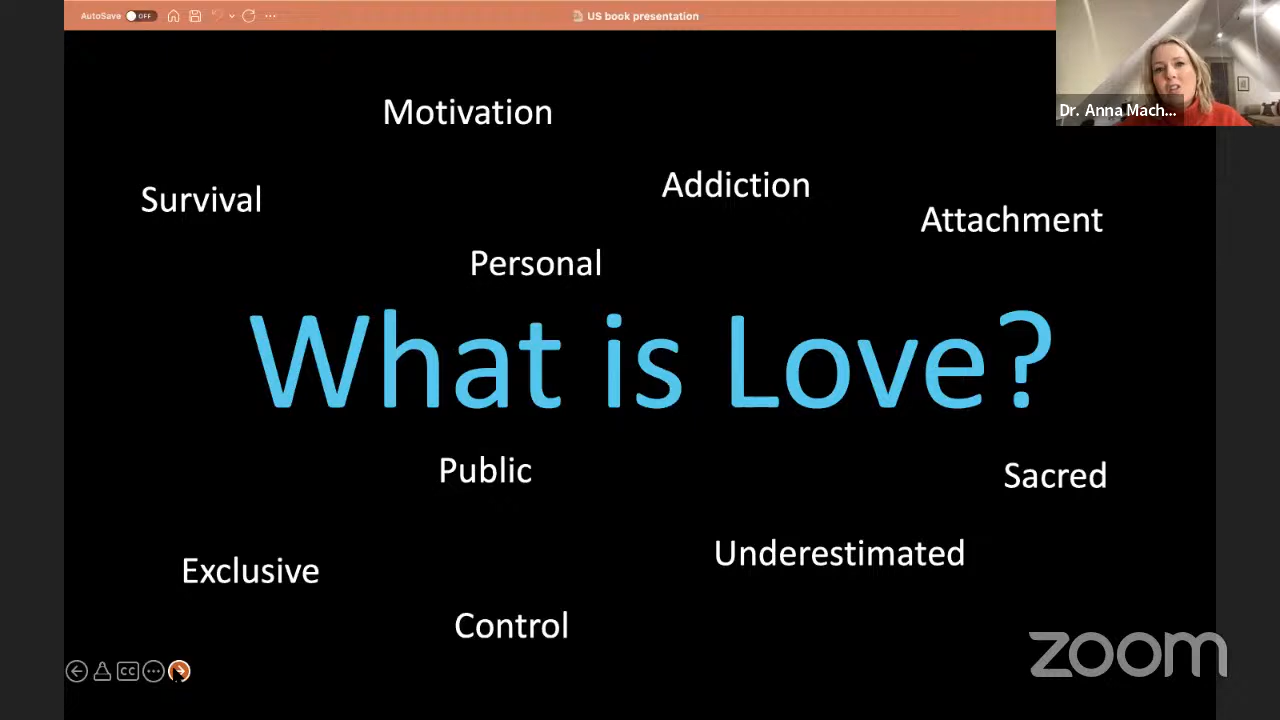 AutoSave OFF
US book presentation
Dr. Anna Mach...
Motivation
Addiction
Survival
Attachment
Personal
What is Love?
Public
Sacred
Underestimated
Exclusive
Control
CC
zoom